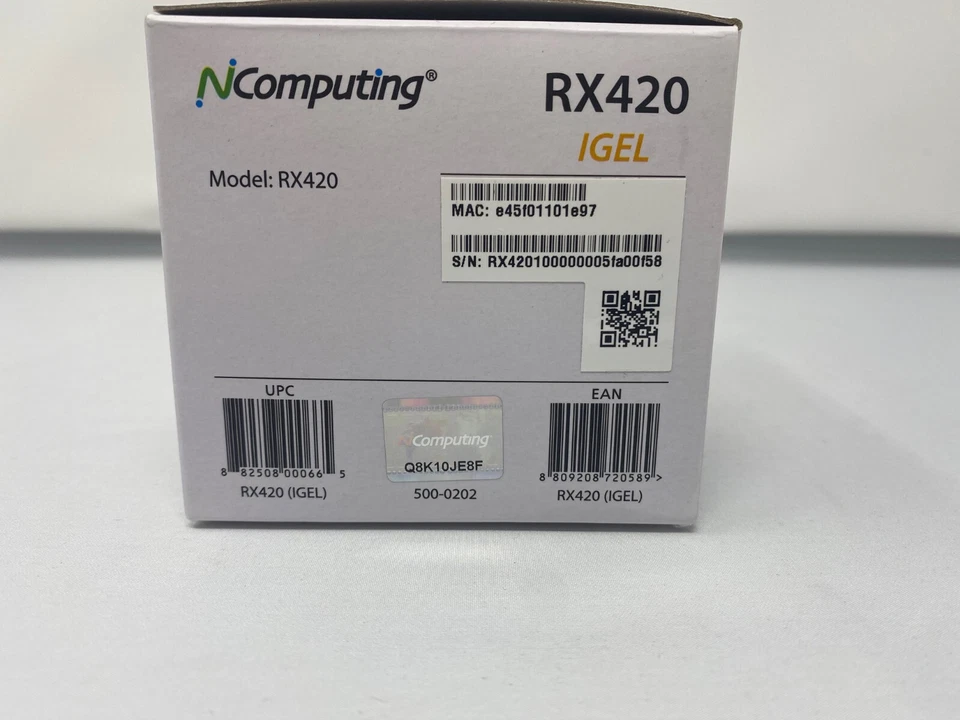 NComputing®
RX420
IGEL
Model: RX420
MAC: e45f01101e97
S/N: RX420100000005fa00f58
UPC
8 82508 00066 5
RX420 (IGEL)
NComputing
Q8K10JE8F
500-0202
EAN
8 809208 720589 >
RX420 (IGEL)